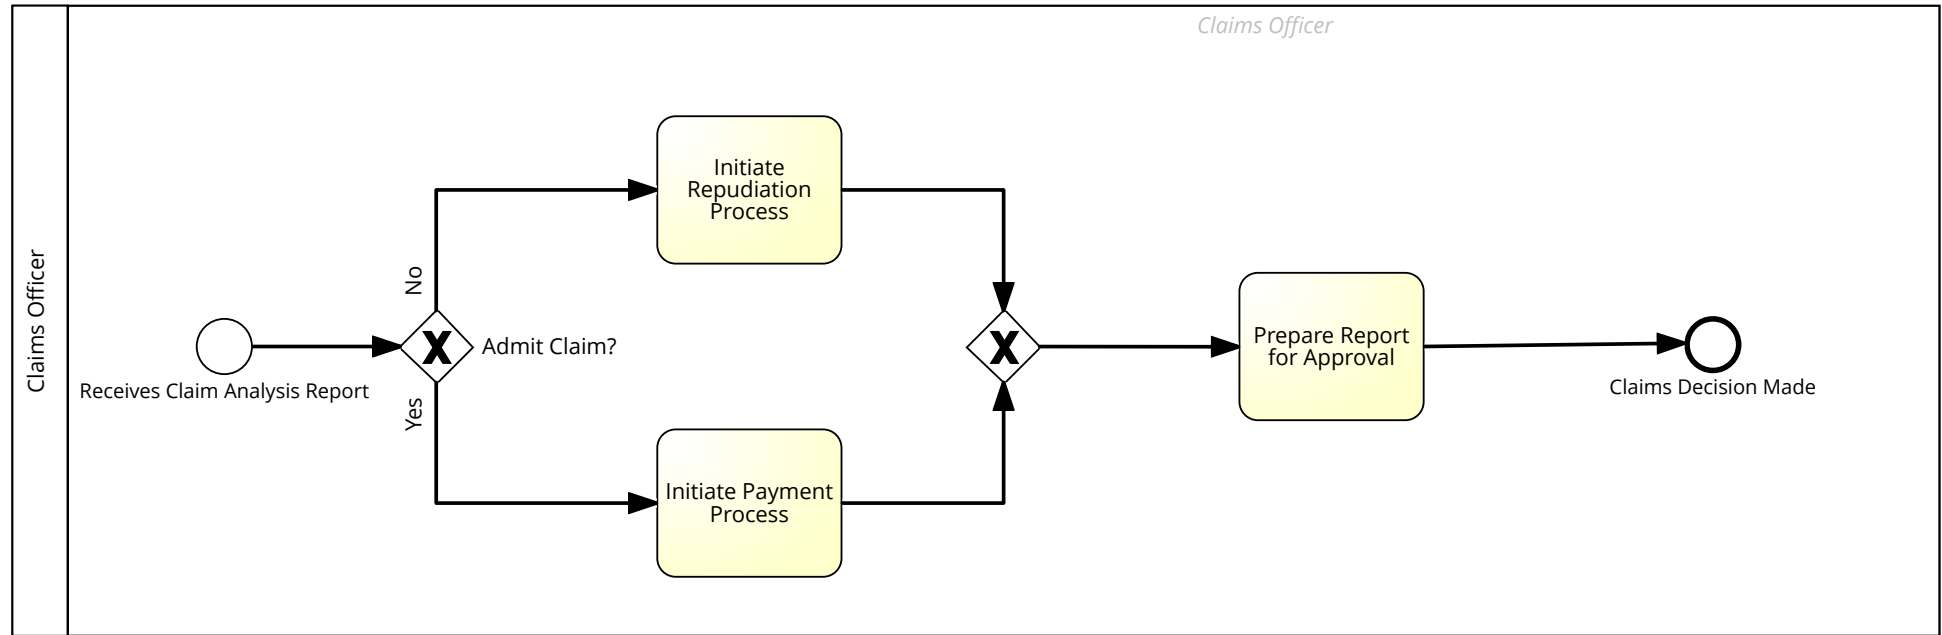 Claims Officer
Claims Officer
Receives Claim Analysis Report
Admit Claim?
No
Yes
Initiate
Repudiation
Process
Initiate Payment
Process
Prepare Report
for Approval
Claims Decision Made